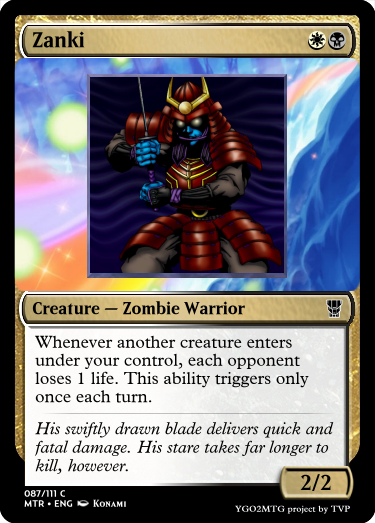 Zanki
Creature — Zombie Warrior
Whenever another creature enters
under your control, each opponent
loses 1 life. This ability triggers only
once each turn.
His swiftly drawn blade delivers quick and
fatal damage. His stare takes far longer to
kill, however.
2/2
087/111 C
MTR • ENG Konami
YGO2MTG project by TVP